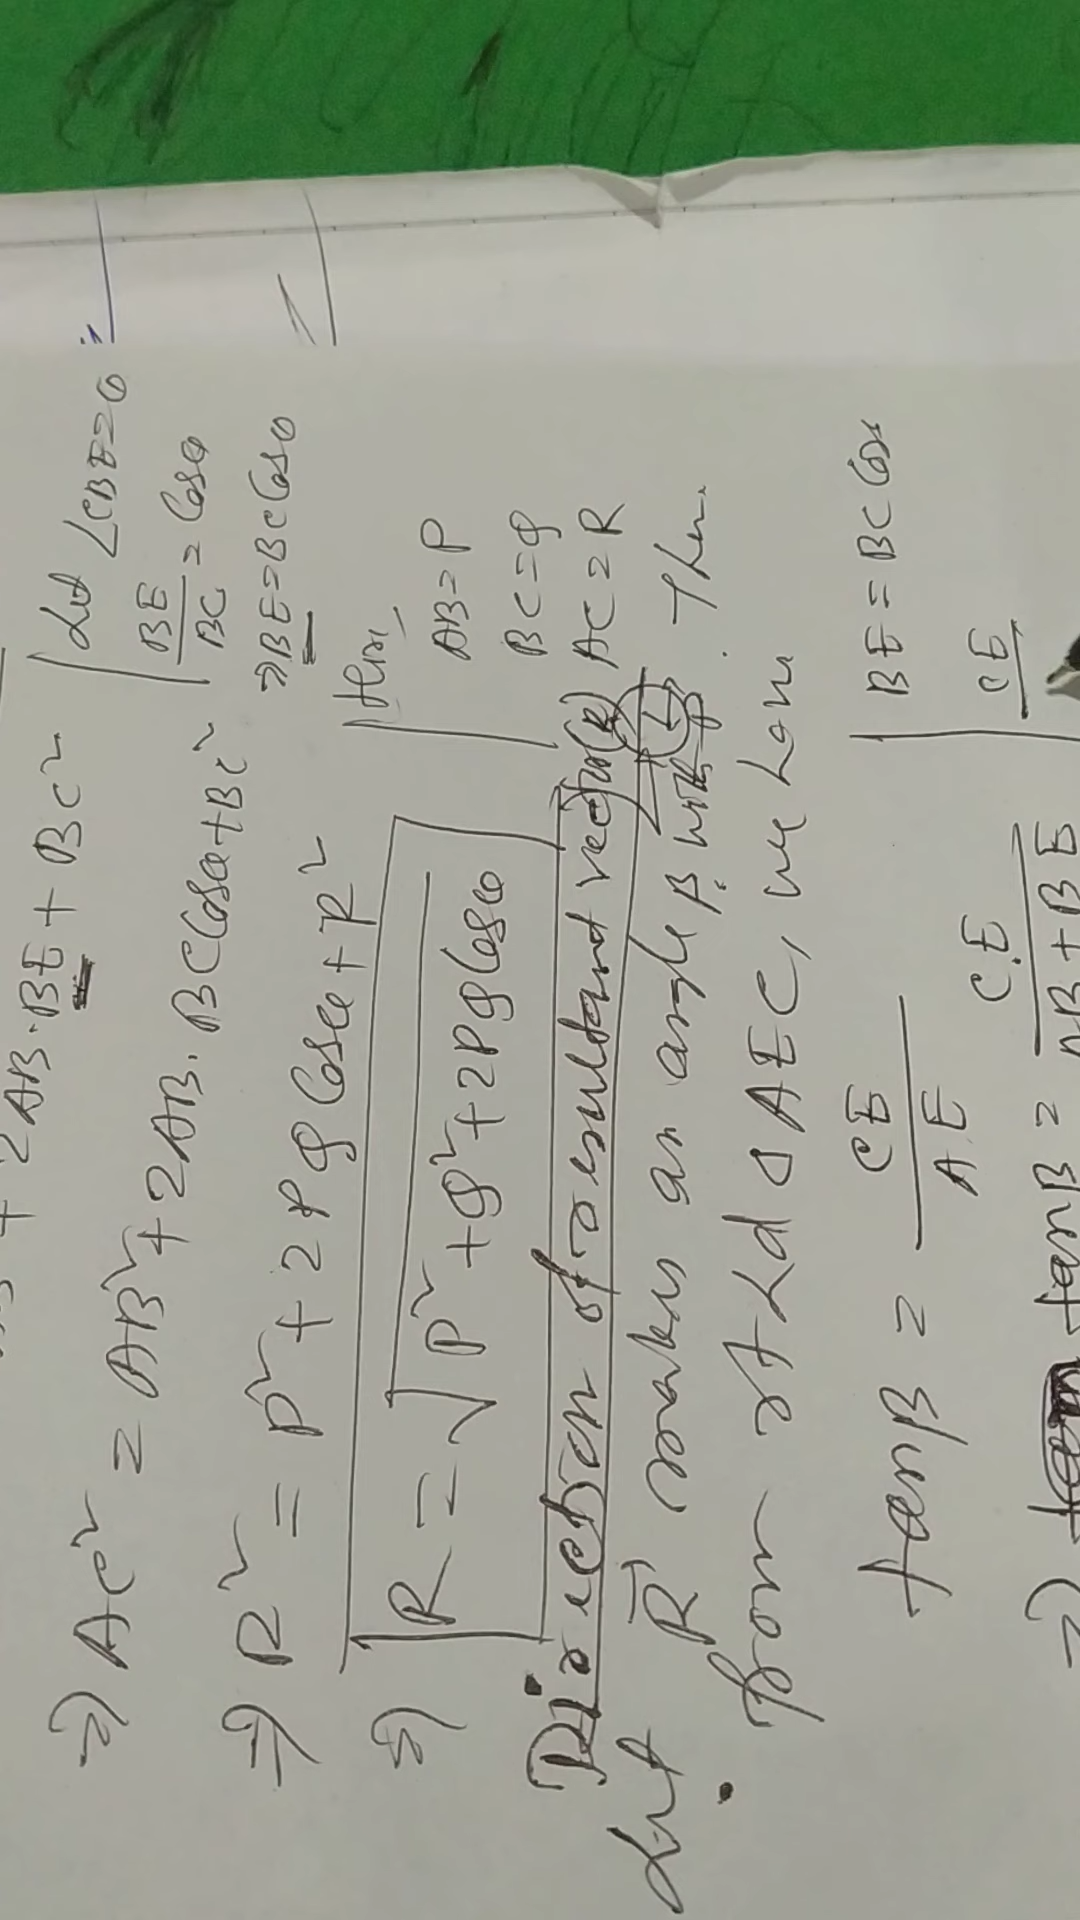 + 2AB.BE + BC²
⇒ AC² = AB² + 2AB.BC Cosθ + BC²
⇒ R² = P² + 2PQ Cosθ + R²
⇒ R = √P² + Q² + 2PQ Cosθ
Let ∠CBE = θ
BE/BC = Cosθ
⇒ BE = BC Cosθ
Here,
AB = P
BC = Q
AC = R
Direction of resultant vector(R)
Let R⃗ makes an angle β with P⃗. Then
from rt Ld Δ AEC, we have
tanβ = CE/AE
⇒ tanβ = CE/AB + BE
BE = BC Cos
CE